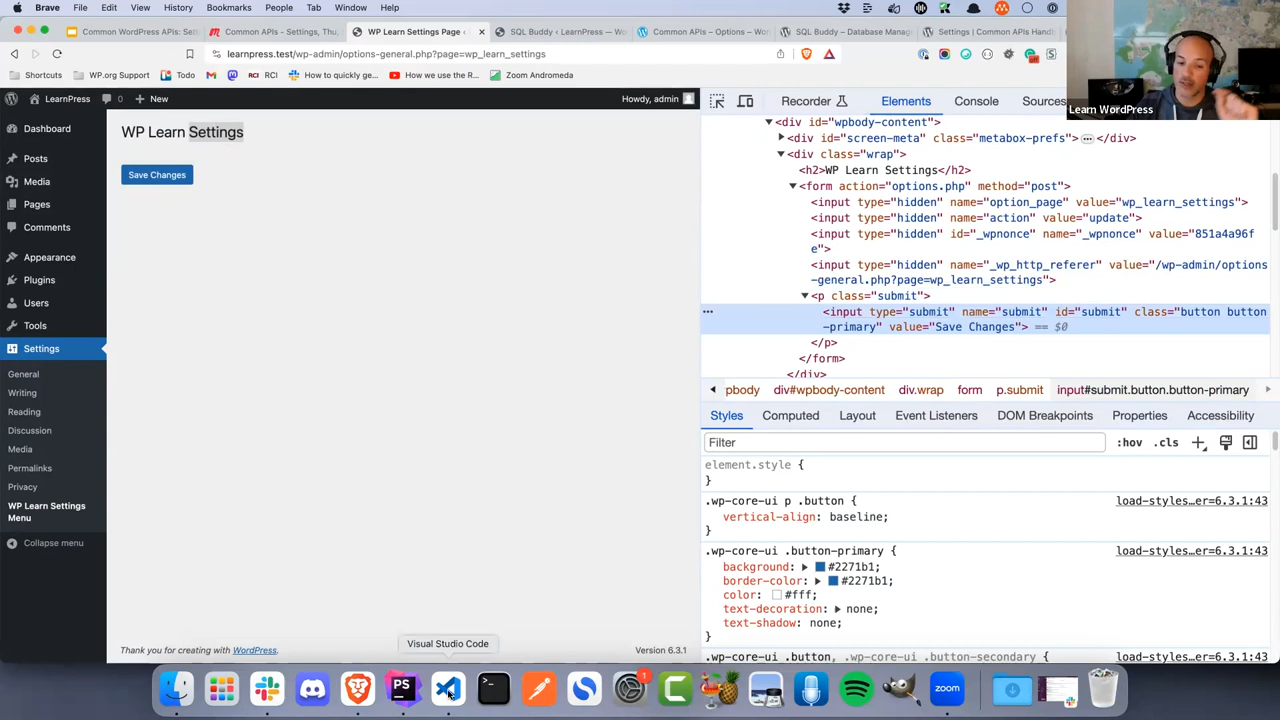 Brave File Edit View History Bookmarks People Tab Window Help
Common WordPress APIs: Sett
Common APIs - Settings, Thu,
WP Learn Settings Page ‹
SQL Buddy ‹ LearnPress — Wo
Common APIs – Options – Wor
SQL Buddy – Database Manag
Settings | Common APIs Hand
learnpress.test/wp-admin/options-general.php?page=wp_learn_settings
Shortcuts WP.org Support Todo RCI How to quickly ge... How we use the R... Zoom Andromeda
Learn WordPress
LearnPress 0 + New
Howdy, admin
Dashboard
Posts
Media
Pages
Comments
Appearance
Plugins
Users
Tools
Settings
General
Writing
Reading
Discussion
Media
Permalinks
Privacy
WP Learn Settings
Menu
Collapse menu
WP Learn Settings
Save Changes
Thank you for creating with WordPress.
Version 6.3.1
Recorder Elements Console Sources
<div id="wpbody-content">
<div id="screen-meta" class="metabox-prefs> ⋯ </div>
<div class="wrap">
<h2>WP Learn Settings</h2>
<form action="options.php" method="post">
<input type="hidden" name="option_page" value="wp_learn_settings">
<input type="hidden" name="action" value="update">
<input type="hidden" id="_wpnonce" name="_wpnonce" value="851a4a96f
e">
<input type="hidden" name="_wp_http_referer" value="/wp-admin/options
-general.php?page=wp_learn_settings">
<p class="submit">
<input type="submit" name="submit" id="submit" class="button button
-primary" value="Save Changes"> == $0
</p>
</form>
</div>
pbody div#wpbody-content div.wrap form p.submit input#submit.button.button-primary
Styles Computed Layout Event Listeners DOM Breakpoints Properties Accessibility
Filter
:hov .cls
element.style {
}
.wp-core-ui p .button {
load-styles…er=6.3.1:43
vertical-align: baseline;
}
.wp-core-ui .button-primary {
load-styles…er=6.3.1:43
background: #2271b1;
border-color: #2271b1;
color: #fff;
text-decoration: none;
text-shadow: none;
}
.wp-core-ui .button, .wp-core-ui .button-secondary {
load-styles…er=6.3.1:43
Visual Studio Code
PS
1
zoom